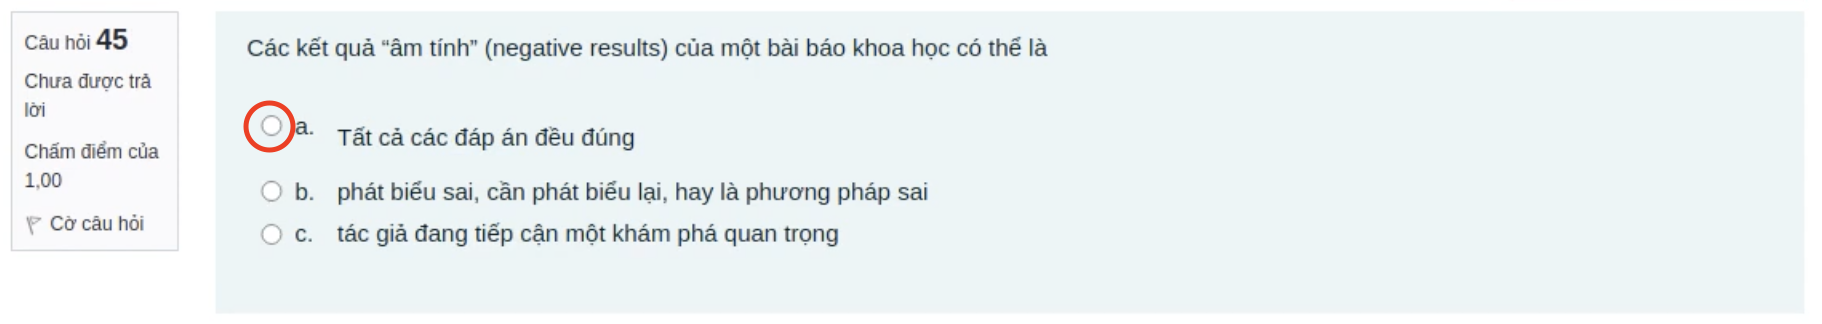 Câu hỏi 45
Chưa được trả
lời
Chấm điểm của
1,00
Cờ câu hỏi
Các kết quả “âm tính” (negative results) của một bài báo khoa học có thể là
a. Tất cả các đáp án đều đúng
b. phát biểu sai, cần phát biểu lại, hay là phương pháp sai
c. tác giả đang tiếp cận một khám phá quan trọng